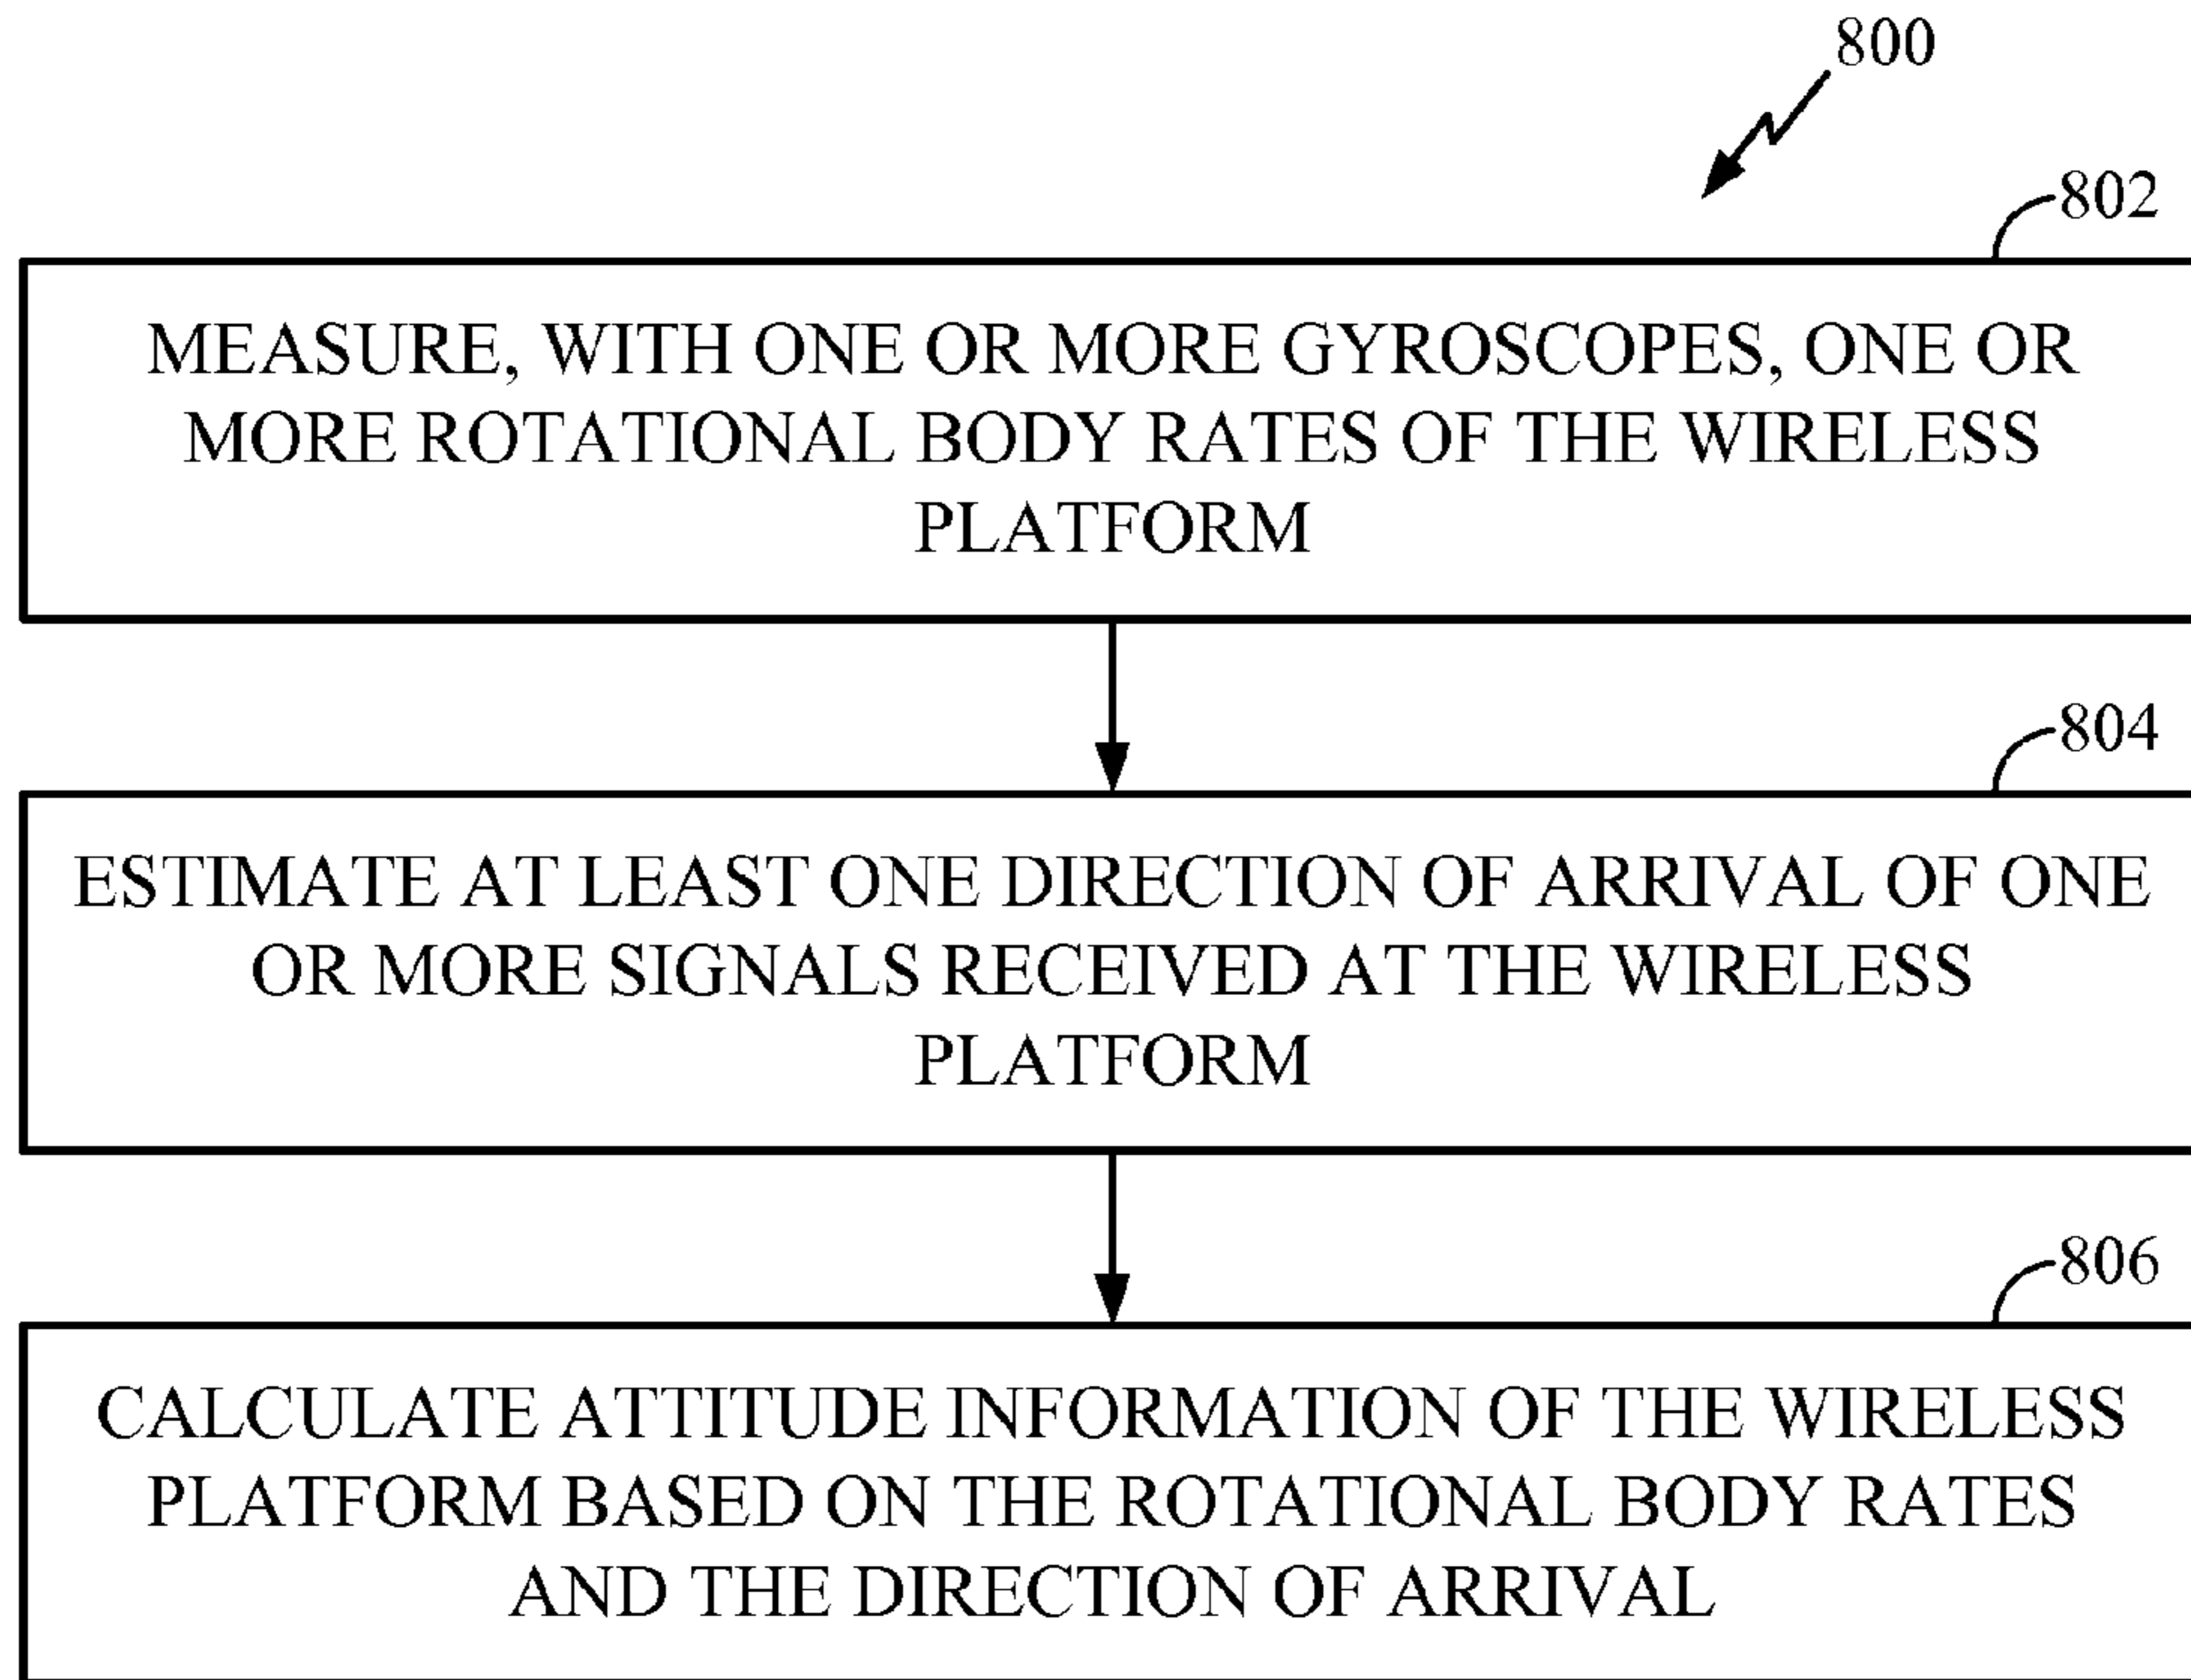 800
802
MEASURE, WITH ONE OR MORE GYROSCOPES, ONE OR
MORE ROTATIONAL BODY RATES OF THE WIRELESS
PLATFORM
804
ESTIMATE AT LEAST ONE DIRECTION OF ARRIVAL OF ONE
OR MORE SIGNALS RECEIVED AT THE WIRELESS
PLATFORM
806
CALCULATE ATTITUDE INFORMATION OF THE WIRELESS
PLATFORM BASED ON THE ROTATIONAL BODY RATES
AND THE DIRECTION OF ARRIVAL